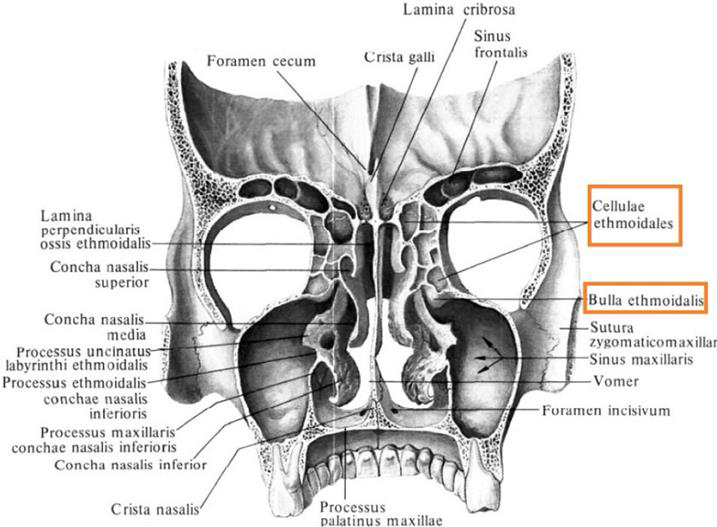 Lamina cribrosa
Foramen cecum
Crista galli
Sinus
frontalis
Lamina
perpendicularis
ossis ethmoidalis
Concha nasalis
superior
Concha nasalis
media
Processus uncinatus
labyrinthi ethmoidalis
Processus ethmoidalis
conchae nasalis
inferioris
Processus maxillaris
conchae nasalis inferioris
Concha nasalis inferior
Crista nasalis
Processus
palatinus maxillae
Cellulae
ethmoidales
Bulla ethmoidalis
Sutura
zygomaticomaxillar
Sinus maxillaris
Vomer
Foramen incisivum